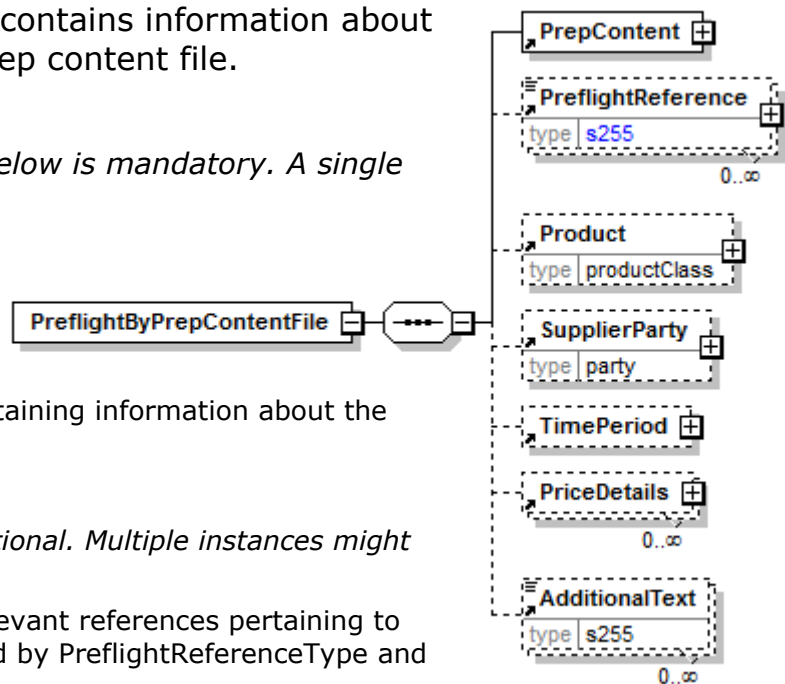 contains information about
ep content file.
elow is mandatory. A single
taining information about the
tional. Multiple instances might
evant references pertaining to
d by PreflightReferenceType and
PreflightByPrepContentFile
PrepContent
PreflightReference
type s255
0..∞
Product
type productClass
SupplierParty
type party
TimePeriod
PriceDetails
0..∞
AdditionalText
type s255
0..∞